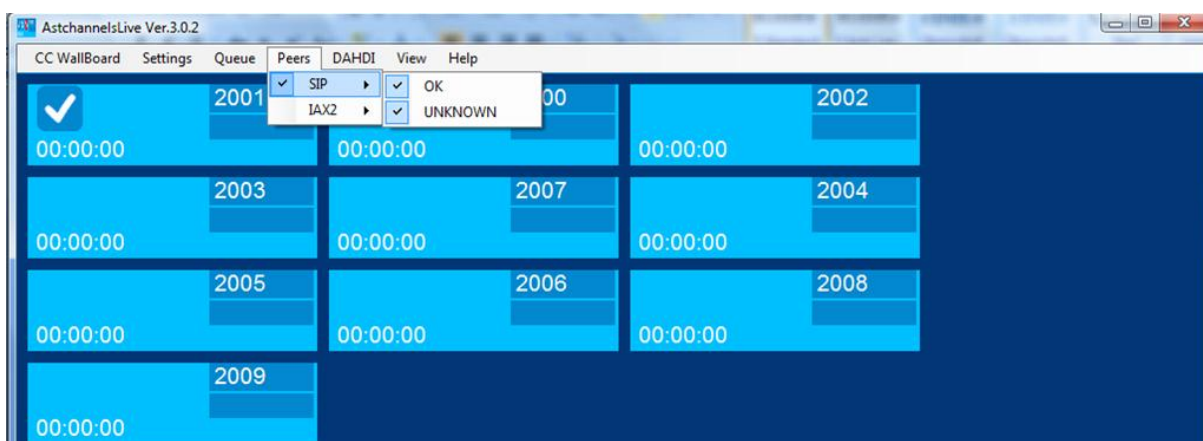 AstchannelsLive Ver.3.0.2
CC WallBoard Settings Queue Peers DAHDI View Help
SIP OK
IAX2 UNKNOWN
2001 00 2002
00:00:00 00:00:00 00:00:00
2003 2007 2004
00:00:00 00:00:00 00:00:00
2005 2006 2008
00:00:00 00:00:00 00:00:00
2009
00:00:00